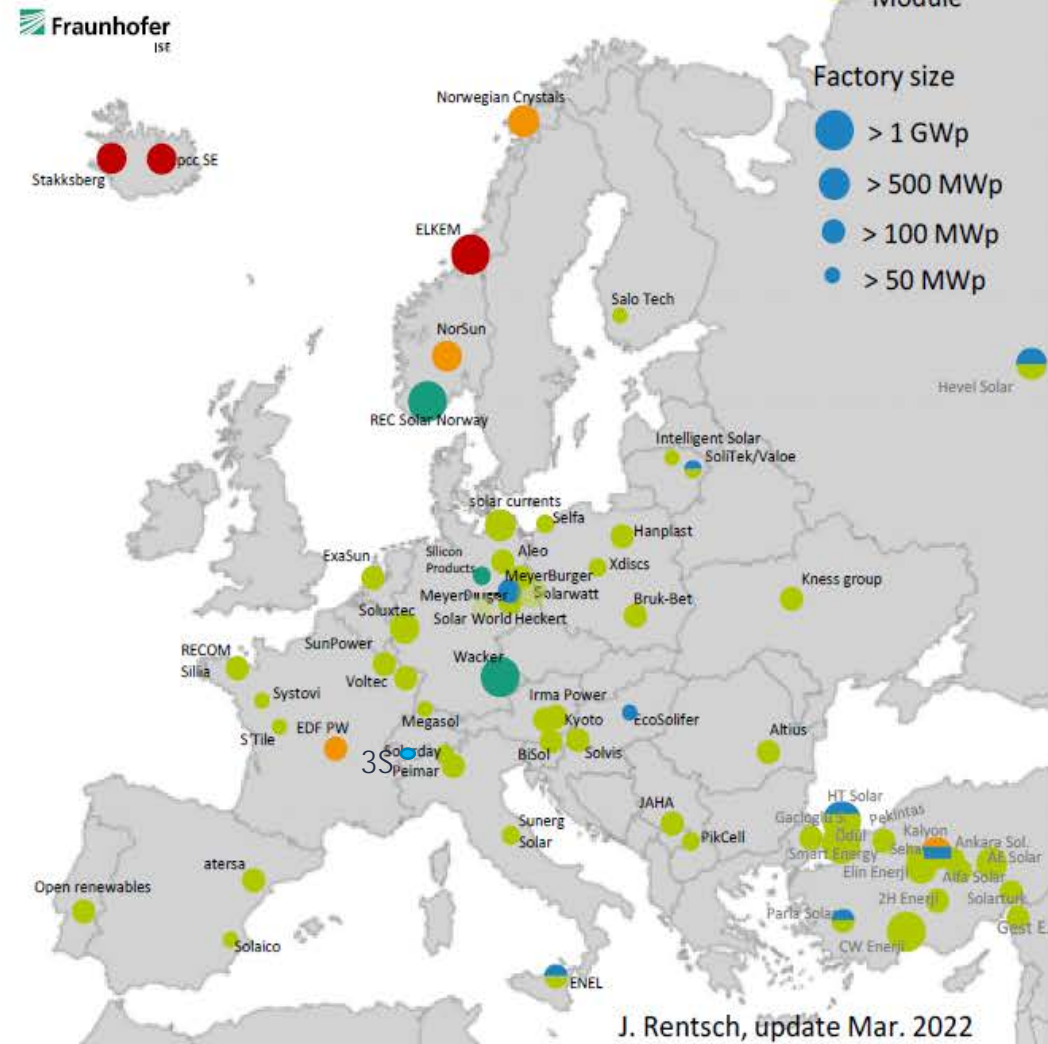 Fraunhofer
ISE
Module
Factory size
> 1 GWp
> 500 MWp
> 100 MWp
> 50 MWp
Norwegian Crystals
Stakksberg
pcc SE
ELKEM
Salo Tech
NorSun
Hevel Solar
REC Solar Norway
Intelligent Solar
SoliTek/Valoe
solar currents
Selfa
Hanplast
ExaSun
Silicon
Products
Aleo
Xdiscs
MeyerBurger
MeyerBurger
Solarwatt
Kness group
Soluxtec
Solar World
Heckert
Bruk-Bet
SunPower
RECOM
Sillia
Wacker
Voltec
Systovi
Irma Power
Megasol
Kyoto
EcoSolifer
S'Tile
EDF PW
BiSol
Solvis
Altius
3S
Peimar
HT Solar
JAHA
Pekintas
Sunerg
Solar
PikCell
Kalyon
Ankara Sol.
Smart Energy
AE Solar
Elin Enerji
Alfa Solar
atersa
2H Enerji
Solarturk
Open renewables
Parla Solar
Gest E.
Solaico
CW Enerji
ENEL
J. Rentsch, update Mar. 2022